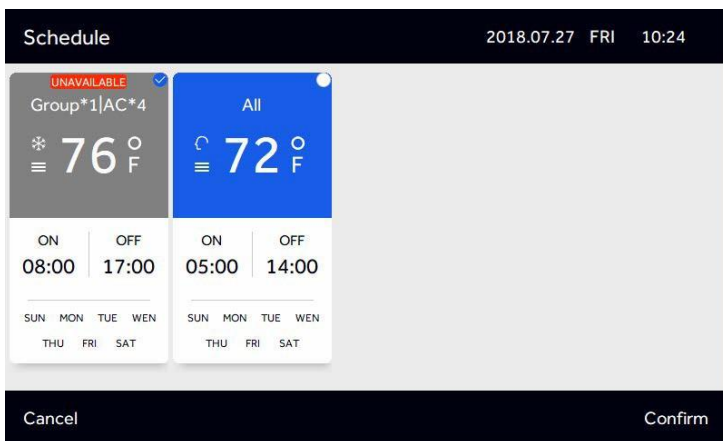 Schedule 2018.07.27 FRI 10:24
UNAVAILABLE
Group*1|AC*4
76 °F
ON OFF
08:00 17:00
SUN MON TUE WEN
THU FRI SAT
All
72 °F
ON OFF
05:00 14:00
SUN MON TUE WEN
THU FRI SAT
Cancel Confirm